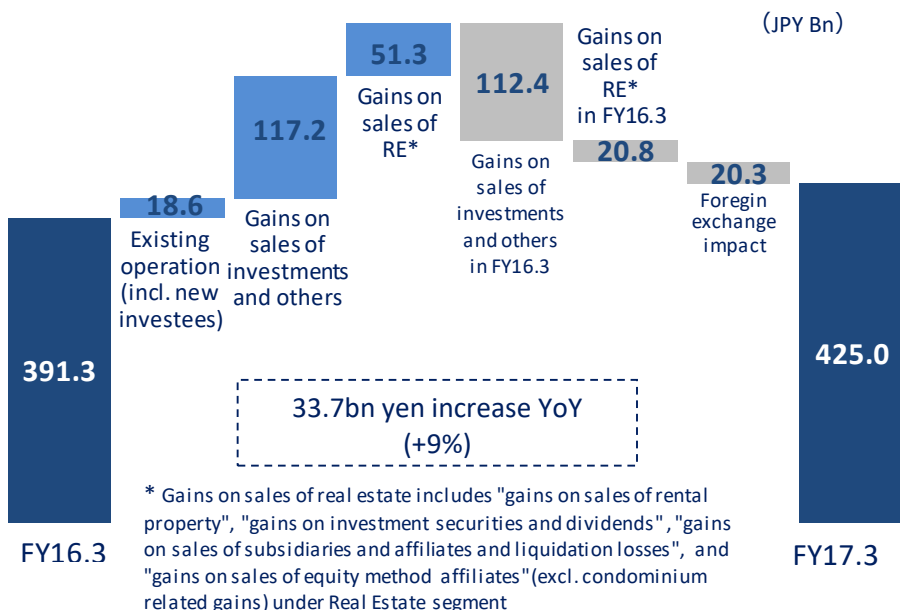 （JPY Bn）
391.3
FY16.3
18.6
Existing
operation
(incl. new
investees)
117.2
Gains on
sales of
investments
and others
51.3
Gains on
sales of
RE*
112.4
Gains on
sales of
investments
and others
in FY16.3
Gains on
sales of
RE*
in FY16.3
20.8
20.3
Foregin
exchange
impact
425.0
FY17.3
33.7bn yen increase YoY
(+9%)
* Gains on sales of real estate includes "gains on sales of rental
property", "gains on investment securities and dividends", "gains
on sales of subsidiaries and affiliates and liquidation losses", and
"gains on sales of equity method affiliates"(excl. condominium
related gains) under Real Estate segment